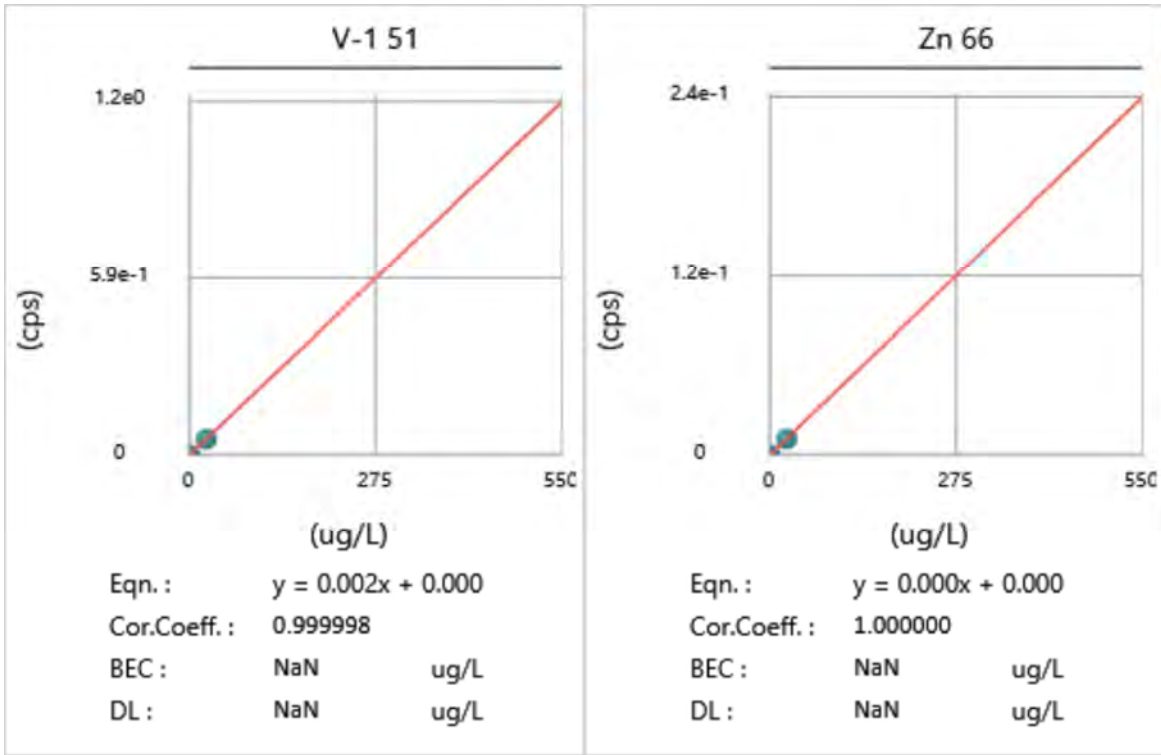 V-1 51
1.2e0
5.9e-1
0
(cps)
0 275 550
(ug/L)
Eqn. : y = 0.002x + 0.000
Cor.Coeff. : 0.999998
BEC : NaN ug/L
DL : NaN ug/L
Zn 66
2.4e-1
1.2e-1
0
(cps)
0 275 550
(ug/L)
Eqn. : y = 0.000x + 0.000
Cor.Coeff. : 1.000000
BEC : NaN ug/L
DL : NaN ug/L